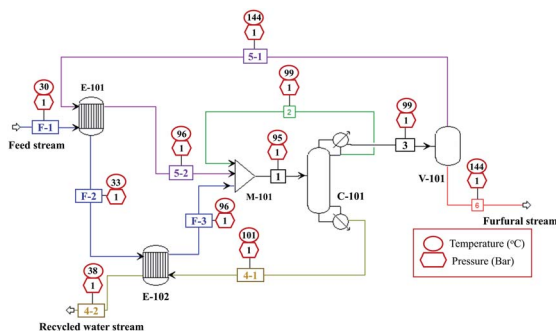 144
1
5-1
30
1
E-101
99
1
2
99
1
3
F-1
Feed stream
96
1
5-2
95
1
1
M-101
C-101
V-101
144
1
6
Furfural stream
33
F-2
1
96
F-3
1
101
1
4-1
38
1
4-2
E-102
Recycled water stream
Temperature (°C)
Pressure (Bar)